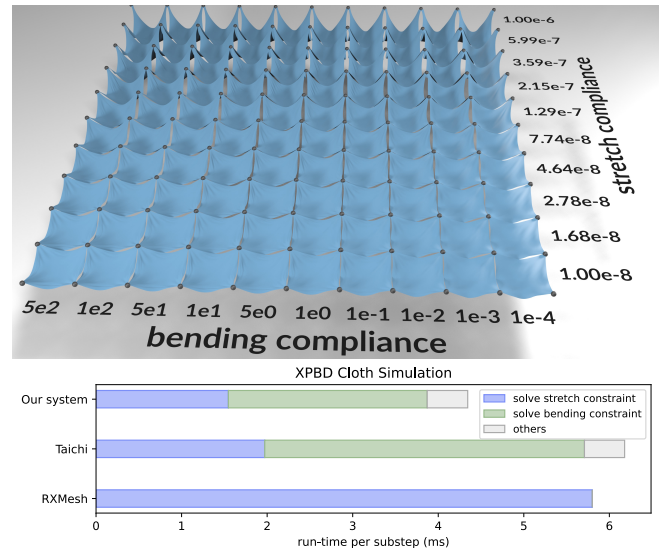 1.00e-6
5.99e-7
3.59e-7
2.15e-7
1.29e-7
7.74e-8
4.64e-8
2.78e-8
1.68e-8
1.00e-8
stretch compliance
5e2 1e2 5e1 1e1 5e0 1e0 1e-1 1e-2 1e-3 1e-4
bending compliance
XPBD Cloth Simulation
Our system
Taichi
RXMesh
solve stretch constraint
solve bending constraint
others
0 1 2 3 4 5 6
run-time per substep (ms)